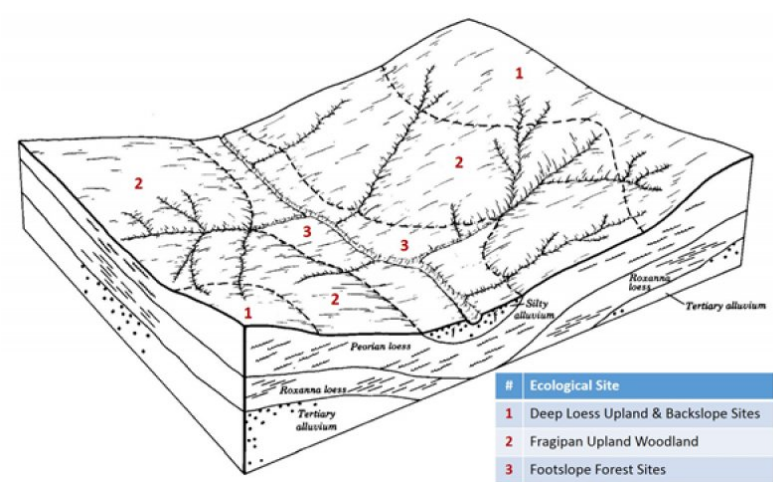 1
2
2
3
3
2
1
Roxanna
loess
Tertiary alluvium
Silty
alluvium
Peorian loess
Roxanna loess
Tertiary
alluvium
# Ecological Site
1 Deep Loess Upland & Backslope Sites
2 Fragipan Upland Woodland
3 Footslope Forest Sites